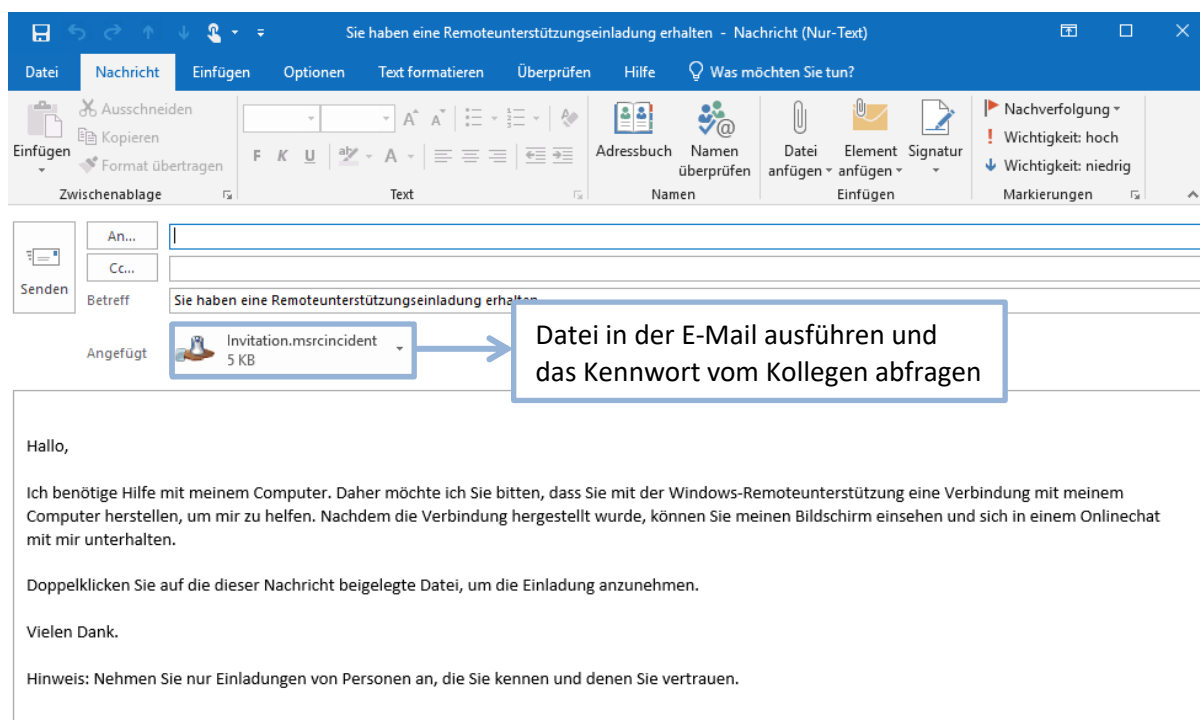 Sie haben eine Remoteunterstützungseinladung erhalten - Nachricht (Nur-Text)
Datei Nachricht Einfügen Optionen Text formatieren Überprüfen Hilfe Was möchten Sie tun?
Einfügen
Ausschneiden
Kopieren
Format übertragen
Zwischenablage
F K U
Text
Adressbuch
Namen überprüfen
Namen
Datei anfügen
Element anfügen
Signatur
Einfügen
Nachverfolgung
Wichtigkeit: hoch
Wichtigkeit: niedrig
Markierungen
Senden
An...
Cc...
Betreff Sie haben eine Remoteunterstützungseinladung erhalten
Angefügt
Invitation.msrcincident
5 KB
Datei in der E-Mail ausführen und
das Kennwort vom Kollegen abfragen
Hallo,
Ich benötige Hilfe mit meinem Computer. Daher möchte ich Sie bitten, dass Sie mit der Windows-Remoteunterstützung eine Verbindung mit meinem
Computer herstellen, um mir zu helfen. Nachdem die Verbindung hergestellt wurde, können Sie meinen Bildschirm einsehen und sich in einem Onlinechat
mit mir unterhalten.
Doppelklicken Sie auf die dieser Nachricht beigelegte Datei, um die Einladung anzunehmen.
Vielen Dank.
Hinweis: Nehmen Sie nur Einladungen von Personen an, die Sie kennen und denen Sie vertrauen.